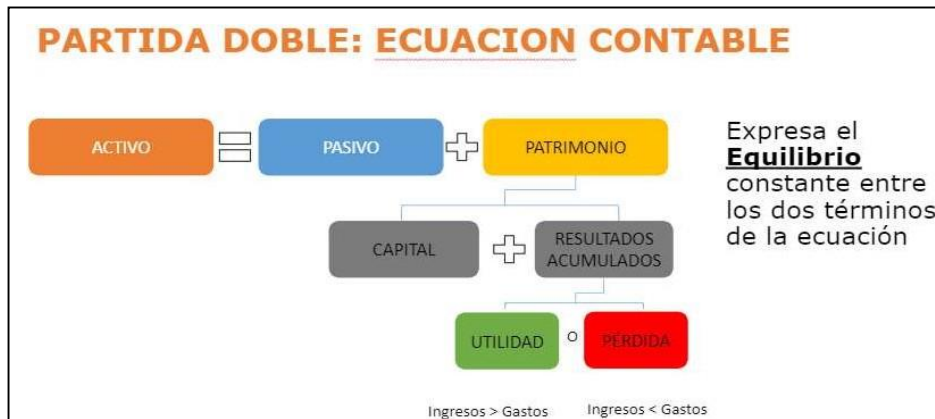 PARTIDA DOBLE: ECUACION CONTABLE
ACTIVO = PASIVO + PATRIMONIO
Expresa el
Equilibrio
constante entre
los dos términos
de la ecuación
CAPITAL + RESULTADOS
ACUMULADOS
UTILIDAD o PÉRDIDA
Ingresos > Gastos
Ingresos < Gastos